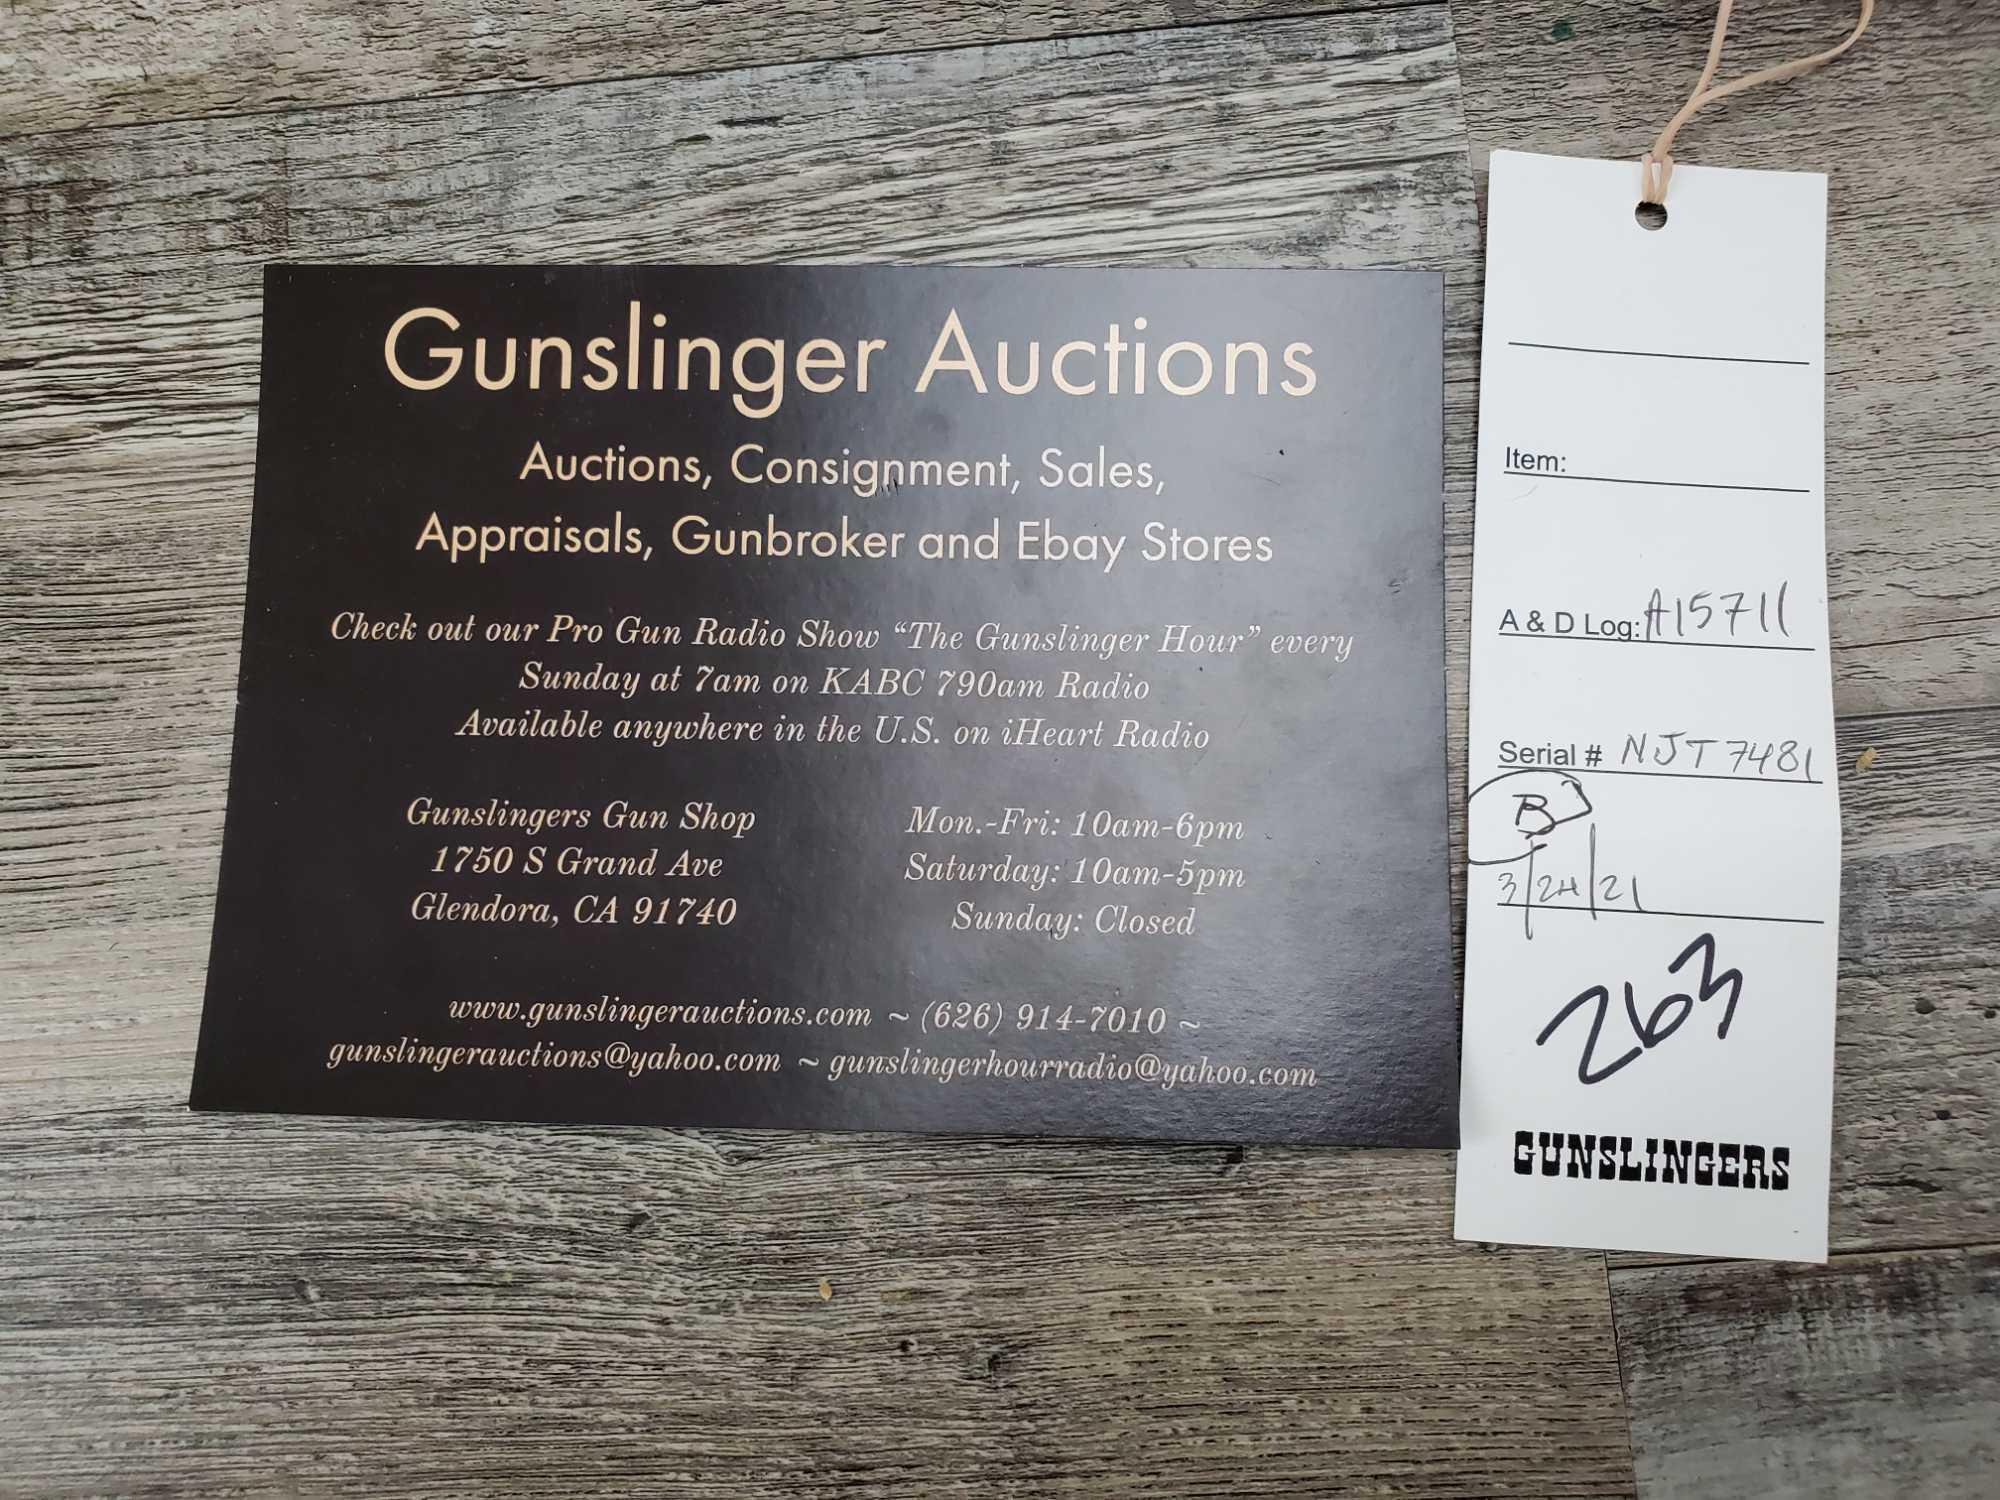 Gunslinger Auctions
Auctions, Consignment, Sales,
Appraisals, Gunbroker and Ebay Stores
Check out our Pro Gun Radio Show “The Gunslinger Hour” every
Sunday at 7am on KABC 790am Radio
Available anywhere in the U.S. on iHeart Radio
Gunslingers Gun Shop
1750 S Grand Ave
Glendora, CA 91740
Mon.-Fri: 10am-6pm
Saturday: 10am-5pm
Sunday: Closed
www.gunslingerauctions.com ~ (626) 914-7010 ~
gunslingerauctions@yahoo.com ~ gunslingerhourradio@yahoo.com
Item:
A & D Log: A15711
Serial # NJT7481
B
3/24/21
263
GUNSLINGERS